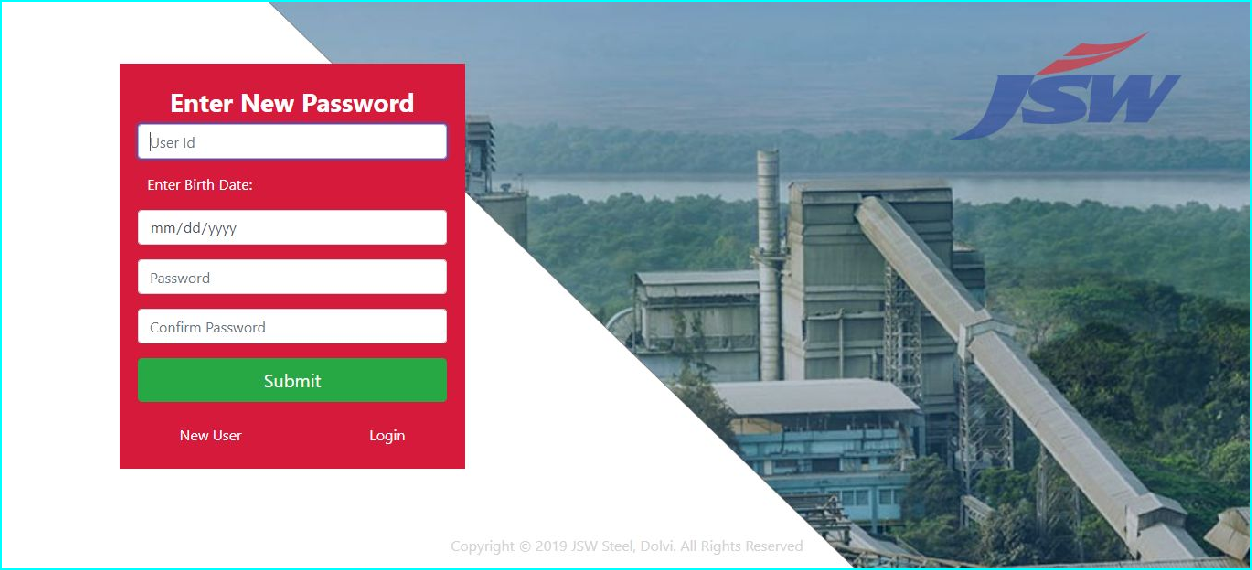 JSW
Enter New Password
User Id
Enter Birth Date:
mm/dd/yyyy
Password
Confirm Password
Submit
New User
Login
Copyright © 2019 JSW Steel, Dolvi. All Rights Reserved